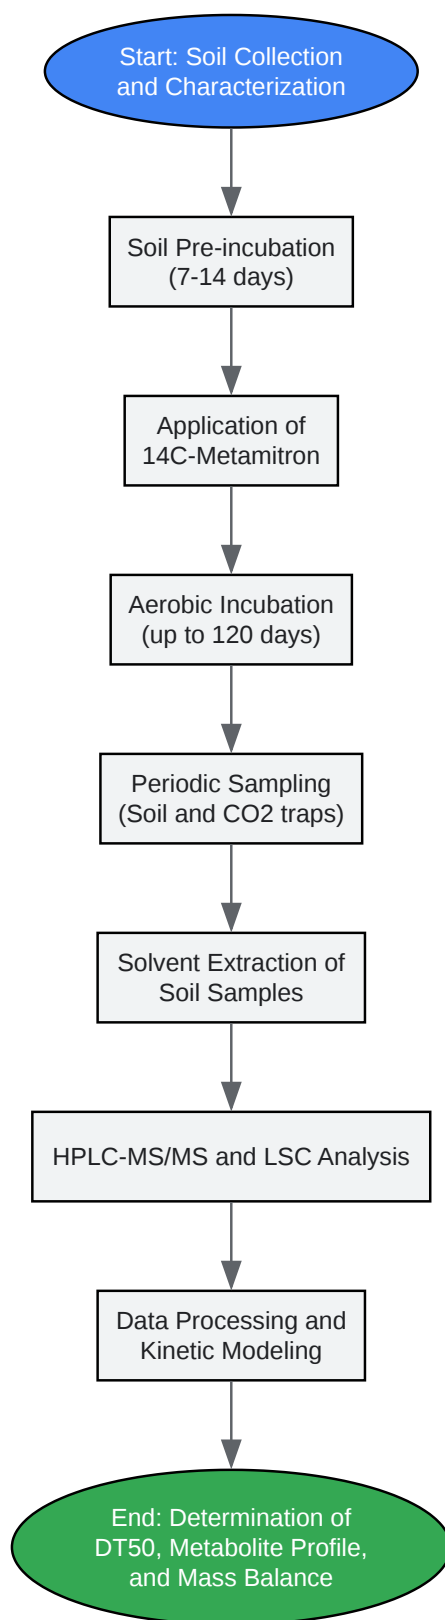 Start: Soil Collection
and Characterization
Soil Pre-incubation
(7-14 days)
Application of
14C-Metamitron
Aerobic Incubation
(up to 120 days)
Periodic Sampling
(Soil and CO2 traps)
Solvent Extraction of
Soil Samples
HPLC-MS/MS and LSC Analysis
Data Processing and
Kinetic Modeling
End: Determination of
DT50, Metabolite Profile,
and Mass Balance